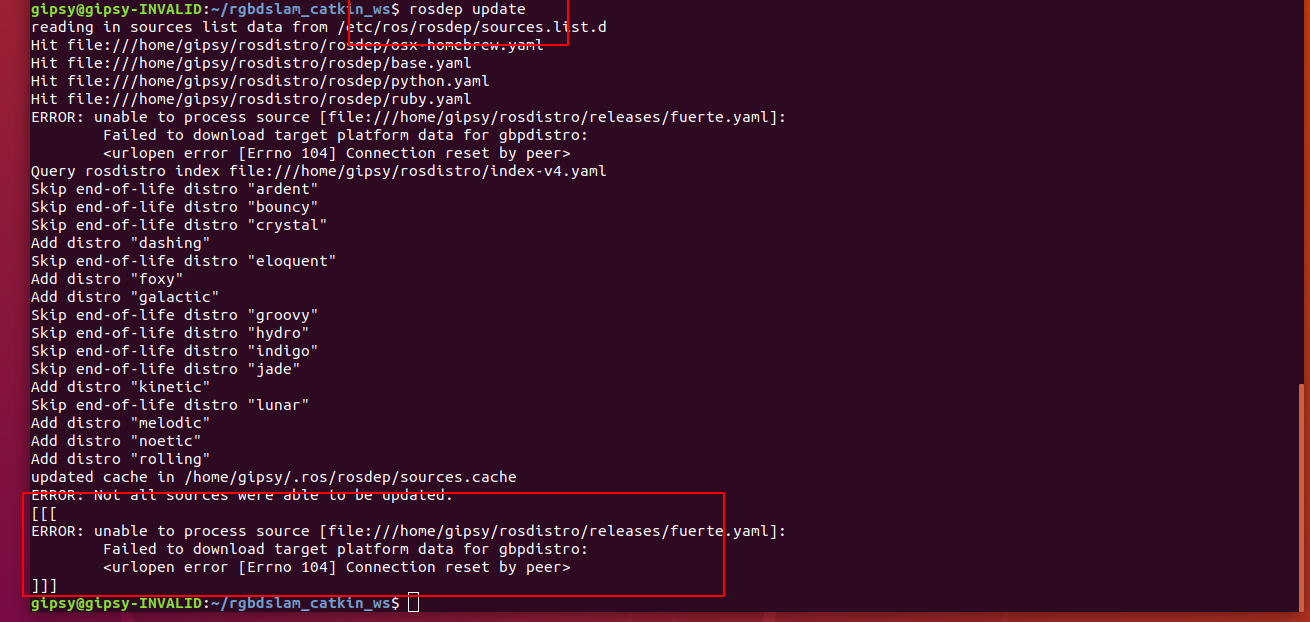 gipsy@gipsy-INVALID:~/rgbdslam_catkin_ws$ rosdep update
reading in sources list data from /etc/ros/rosdep/sources.list.d
Hit file:///home/gipsy/rosdistro/rosdep/osx-homebrew.yaml
Hit file:///home/gipsy/rosdistro/rosdep/base.yaml
Hit file:///home/gipsy/rosdistro/rosdep/python.yaml
Hit file:///home/gipsy/rosdistro/rosdep/ruby.yaml
ERROR: unable to process source [file:///home/gipsy/rosdistro/releases/fuerte.yaml]:
        Failed to download target platform data for gbpdistro:
        <urlopen error [Errno 104] Connection reset by peer>
Query rosdistro index file:///home/gipsy/rosdistro/index-v4.yaml
Skip end-of-life distro "ardent"
Skip end-of-life distro "bouncy"
Skip end-of-life distro "crystal"
Add distro "dashing"
Skip end-of-life distro "eloquent"
Add distro "foxy"
Add distro "galactic"
Skip end-of-life distro "groovy"
Skip end-of-life distro "hydro"
Skip end-of-life distro "indigo"
Skip end-of-life distro "jade"
Add distro "kinetic"
Skip end-of-life distro "lunar"
Add distro "melodic"
Add distro "noetic"
Add distro "rolling"
updated cache in /home/gipsy/.ros/rosdep/sources.cache
ERROR: Not all sources were able to be updated.
[[[
ERROR: unable to process source [file:///home/gipsy/rosdistro/releases/fuerte.yaml]:
        Failed to download target platform data for gbpdistro:
        <urlopen error [Errno 104] Connection reset by peer>
]]]
gipsy@gipsy-INVALID:~/rgbdslam_catkin_ws$